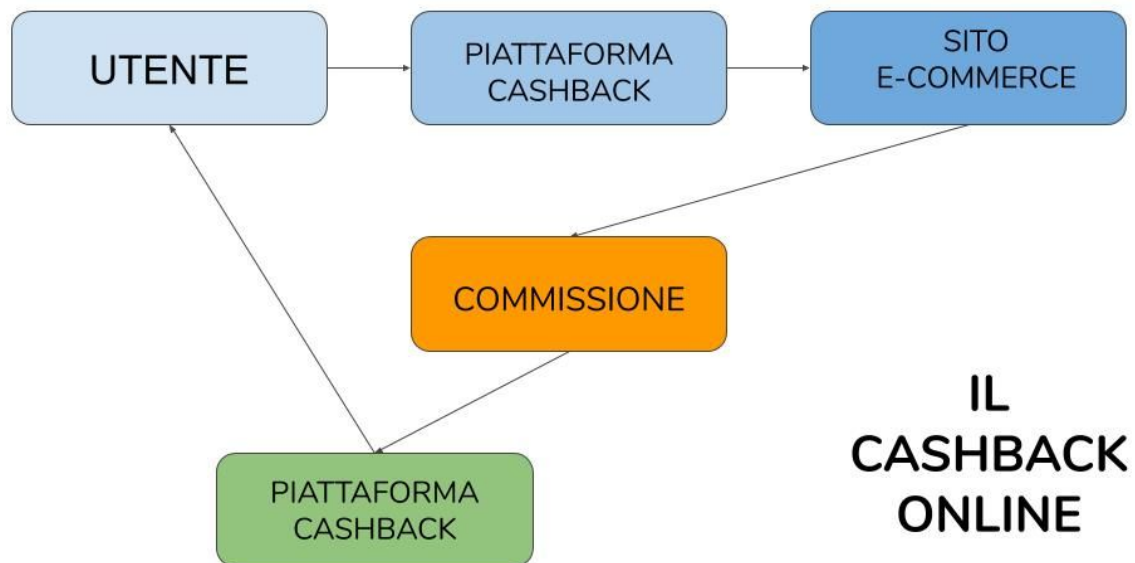 UTENTE
PIATTAFORMA
CASHBACK
SITO
E-COMMERCE
COMMISSIONE
PIATTAFORMA
CASHBACK
IL
CASHBACK
ONLINE